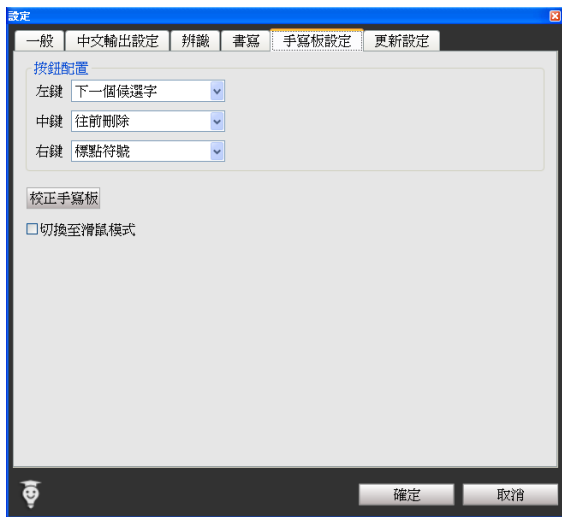 設定
一般 中文輸出設定 辨識 書寫 手寫板設定 更新設定
按鈕配置
左鍵 下一個候選字
中鍵 往前刪除
右鍵 標點符號
校正手寫板
切換至滑鼠模式
確定 取消